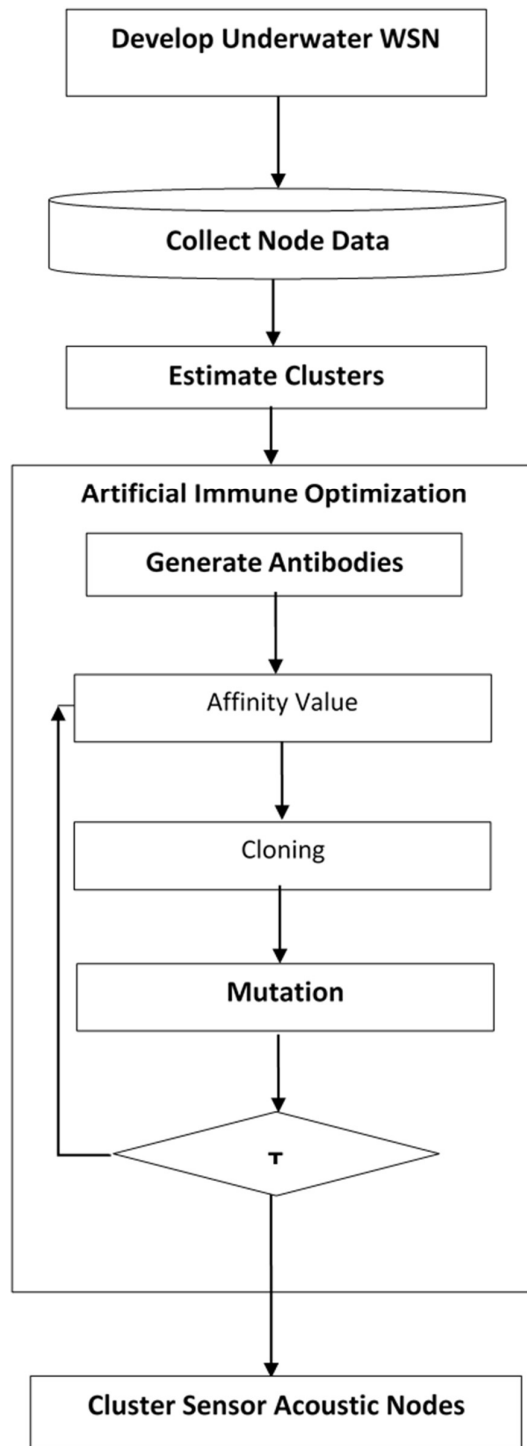 Develop Underwater WSN
Collect Node Data
Estimate Clusters
Artificial Immune Optimization
Generate Antibodies
Affinity Value
Cloning
Mutation
T
Cluster Sensor Acoustic Nodes